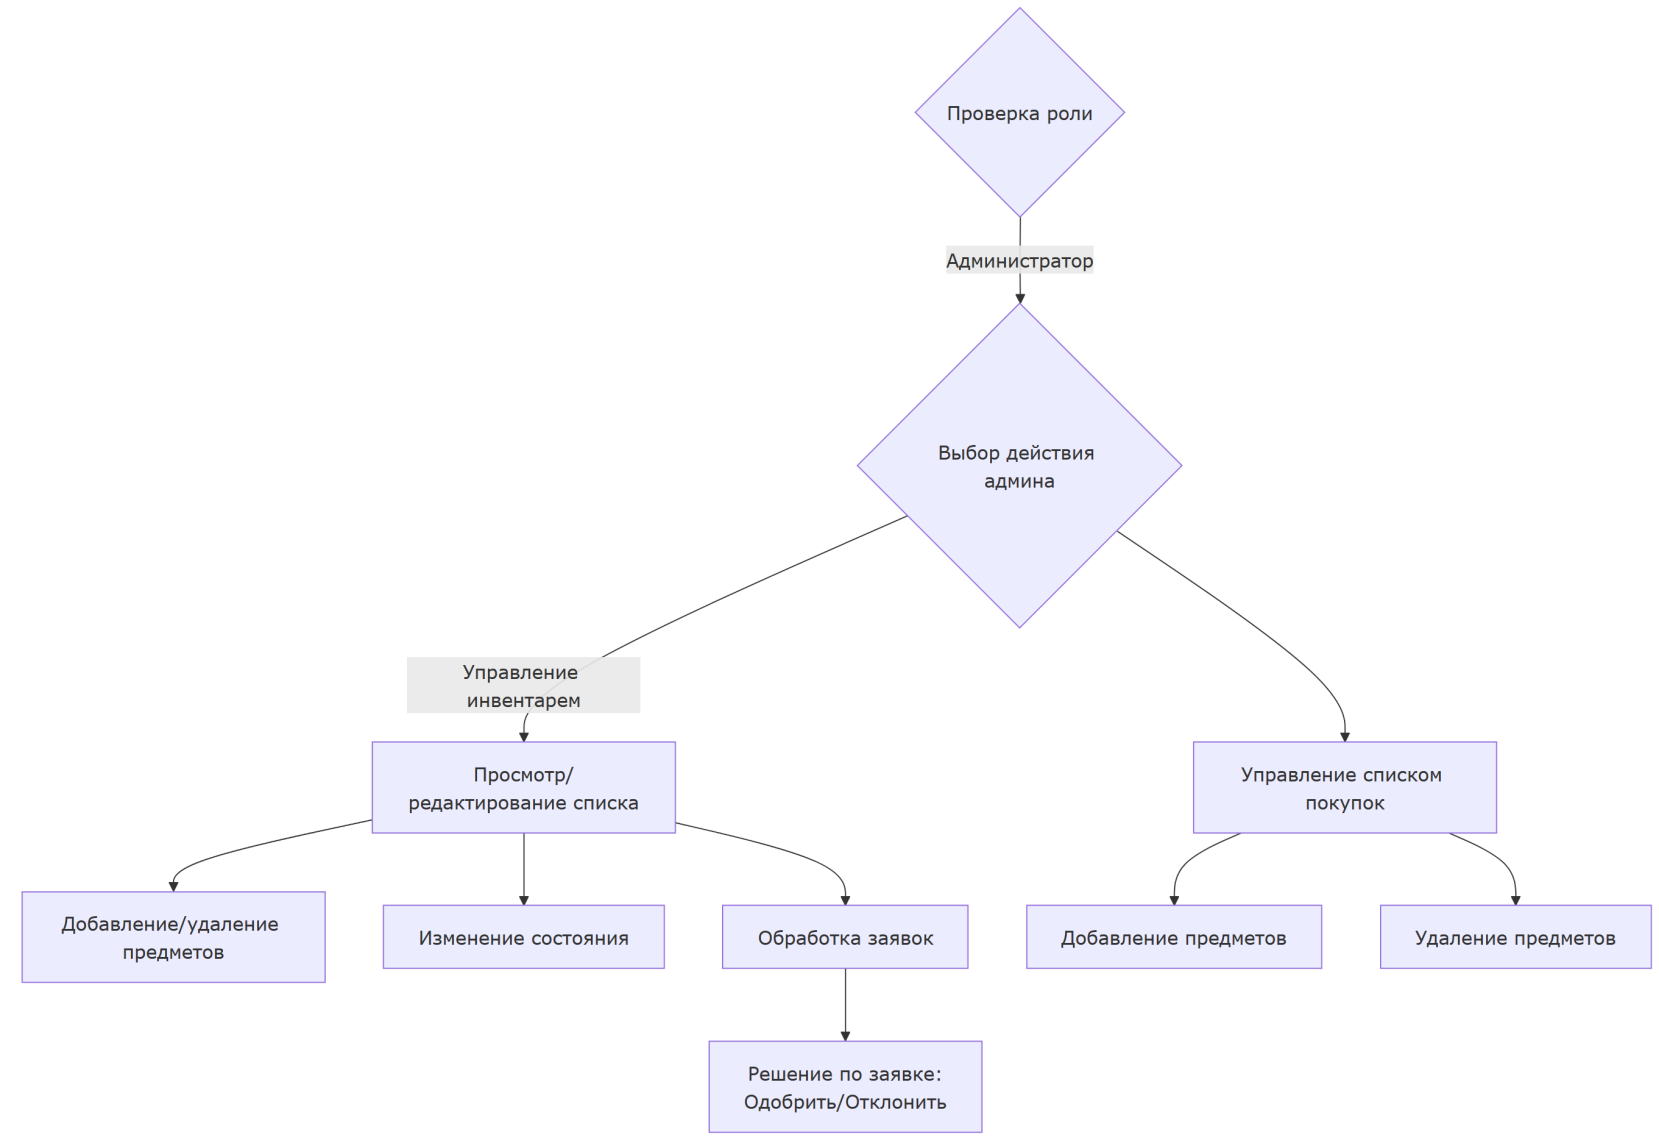 Проверка роли
Администратор
Выбор действия
админа
Управление
инвентарем
Просмотр/
редактирование списка
Управление списком
покупок
Добавление/удаление
предметов
Изменение состояния
Обработка заявок
Добавление предметов
Удаление предметов
Решение по заявке:
Одобрить/Отклонить